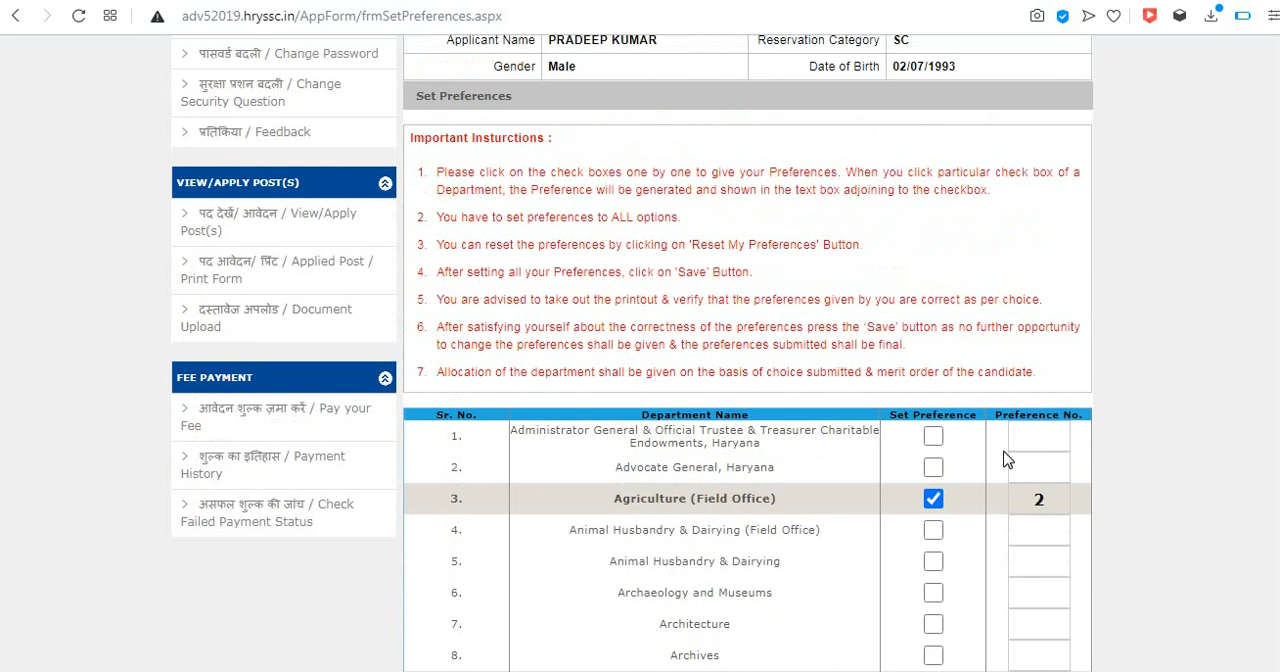 adv52019.hryssc.in/AppForm/frmSetPreferences.aspx
पासवर्ड बदली / Change Password
सुरक्षा प्रशन बदली / Change
Security Question
प्रतिकिया / Feedback
VIEW/APPLY POST(S)
पद देखें/ आवेदन / View/Apply
Post(s)
पद आवेदन/ प्रिंट / Applied Post /
Print Form
दस्तावेज अपलोड / Document
Upload
FEE PAYMENT
आवेदन शुल्क ज़मा करें / Pay your
Fee
शुल्क का इतिहास / Payment
History
असफल शुल्क की जांच / Check
Failed Payment Status
Applicant Name PRADEEP KUMAR Reservation Category SC
Gender Male Date of Birth 02/07/1993
Set Preferences
Important Insturctions :
1. Please click on the check boxes one by one to give your Preferences. When you click particular check box of a
Department, the Preference will be generated and shown in the text box adjoining to the checkbox.
2. You have to set preferences to ALL options.
3. You can reset the preferences by clicking on 'Reset My Preferences' Button.
4. After setting all your Preferences, click on 'Save' Button.
5. You are advised to take out the printout & verify that the preferences given by you are correct as per choice.
6. After satisfying yourself about the correctness of the preferences press the 'Save' button as no further opportunity
to change the preferences shall be given & the preferences submitted shall be final.
7. Allocation of the department shall be given on the basis of choice submitted & merit order of the candidate.
Sr. No. Department Name Set Preference Preference No.
1. Administrator General & Official Trustee & Treasurer Charitable
Endowments, Haryana
2. Advocate General, Haryana
3. Agriculture (Field Office) 2
4. Animal Husbandry & Dairying (Field Office)
5. Animal Husbandry & Dairying
6. Archaeology and Museums
7. Architecture
8. Archives